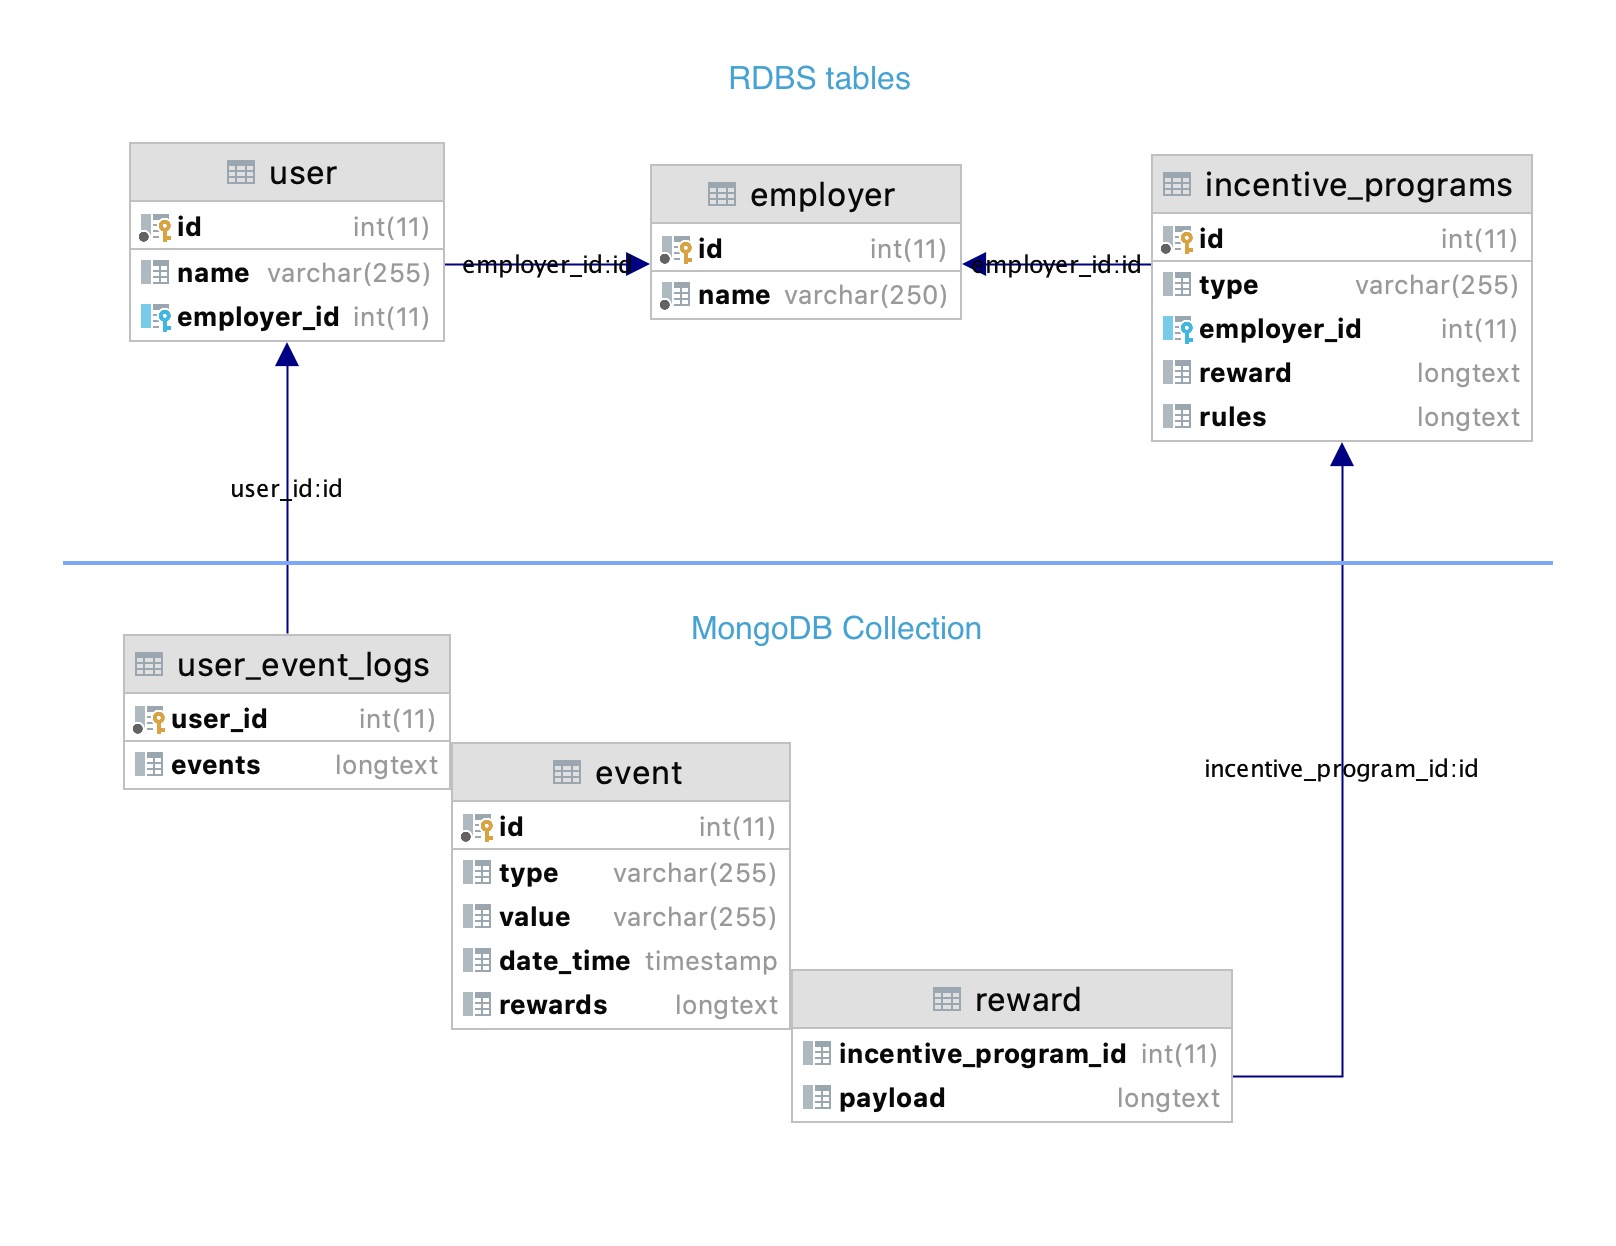 RDBS tables
user
id int(11)
name varchar(255)
employer_id int(11)
employer_id:id
employer
id int(11)
name varchar(250)
employer_id:id
incentive_programs
id int(11)
type varchar(255)
employer_id int(11)
reward longtext
rules longtext
user_id:id
MongoDB Collection
user_event_logs
user_id int(11)
events longtext
event
id int(11)
type varchar(255)
value varchar(255)
date_time timestamp
rewards longtext
incentive_program_id:id
reward
incentive_program_id int(11)
payload longtext